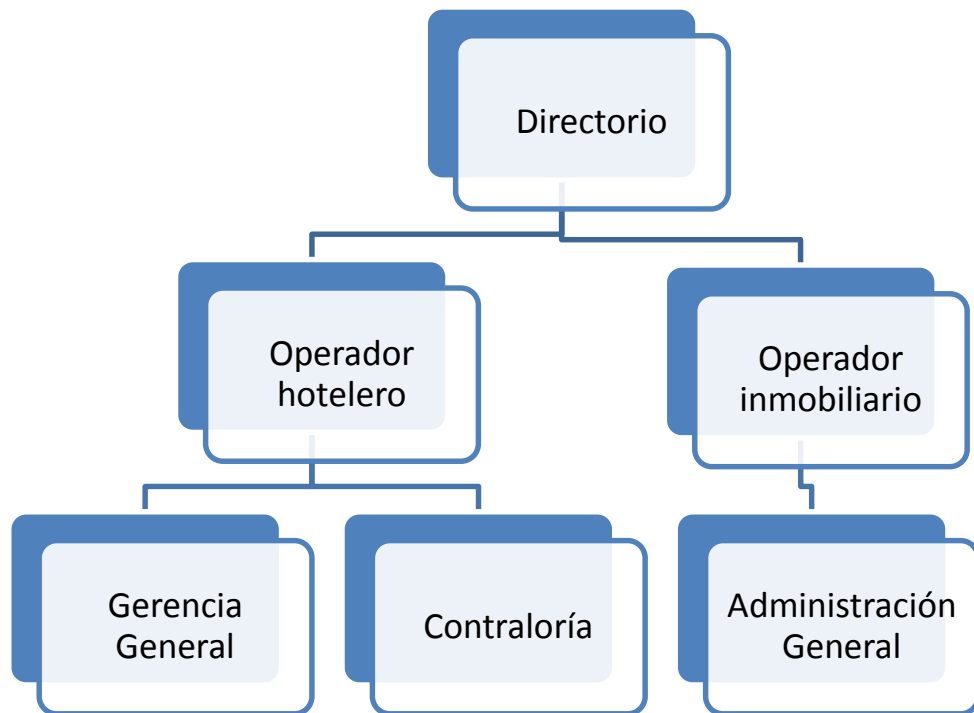 Directorio
Operador
hotelero
Operador
inmobiliario
Gerencia
General
Contraloría
Administración
General